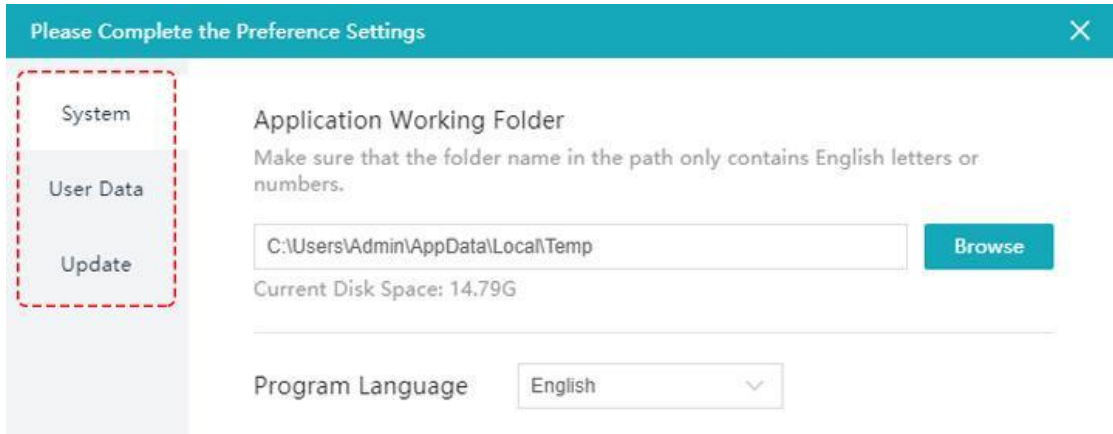 Please Complete the Preference Settings
System
User Data
Update
Application Working Folder
Make sure that the folder name in the path only contains English letters or
numbers.
C:\Users\Admin\AppData\Local\Temp
Browse
Current Disk Space: 14.79G
Program Language
English